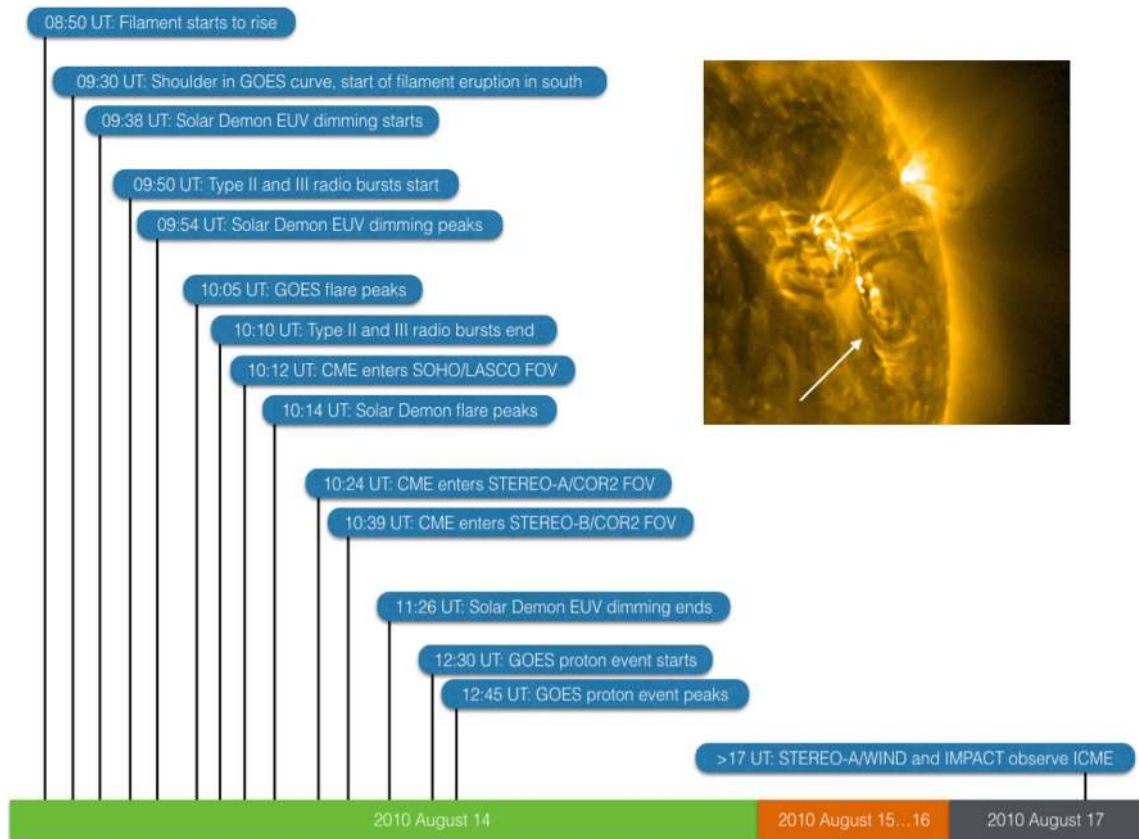 08:50 UT: Filament starts to rise
09:30 UT: Shoulder in GOES curve, start of filament eruption in south
09:38 UT: Solar Demon EUV dimming starts
09:50 UT: Type II and III radio bursts start
09:54 UT: Solar Demon EUV dimming peaks
10:05 UT: GOES flare peaks
10:10 UT: Type II and III radio bursts end
10:12 UT: CME enters SOHO/LASCO FOV
10:14 UT: Solar Demon flare peaks
10:24 UT: CME enters STEREO-A/COR2 FOV
10:39 UT: CME enters STEREO-B/COR2 FOV
11:26 UT: Solar Demon EUV dimming ends
12:30 UT: GOES proton event starts
12:45 UT: GOES proton event peaks
>17 UT: STEREO-A/WIND and IMPACT observe ICME
2010 August 14
2010 August 15...16
2010 August 17